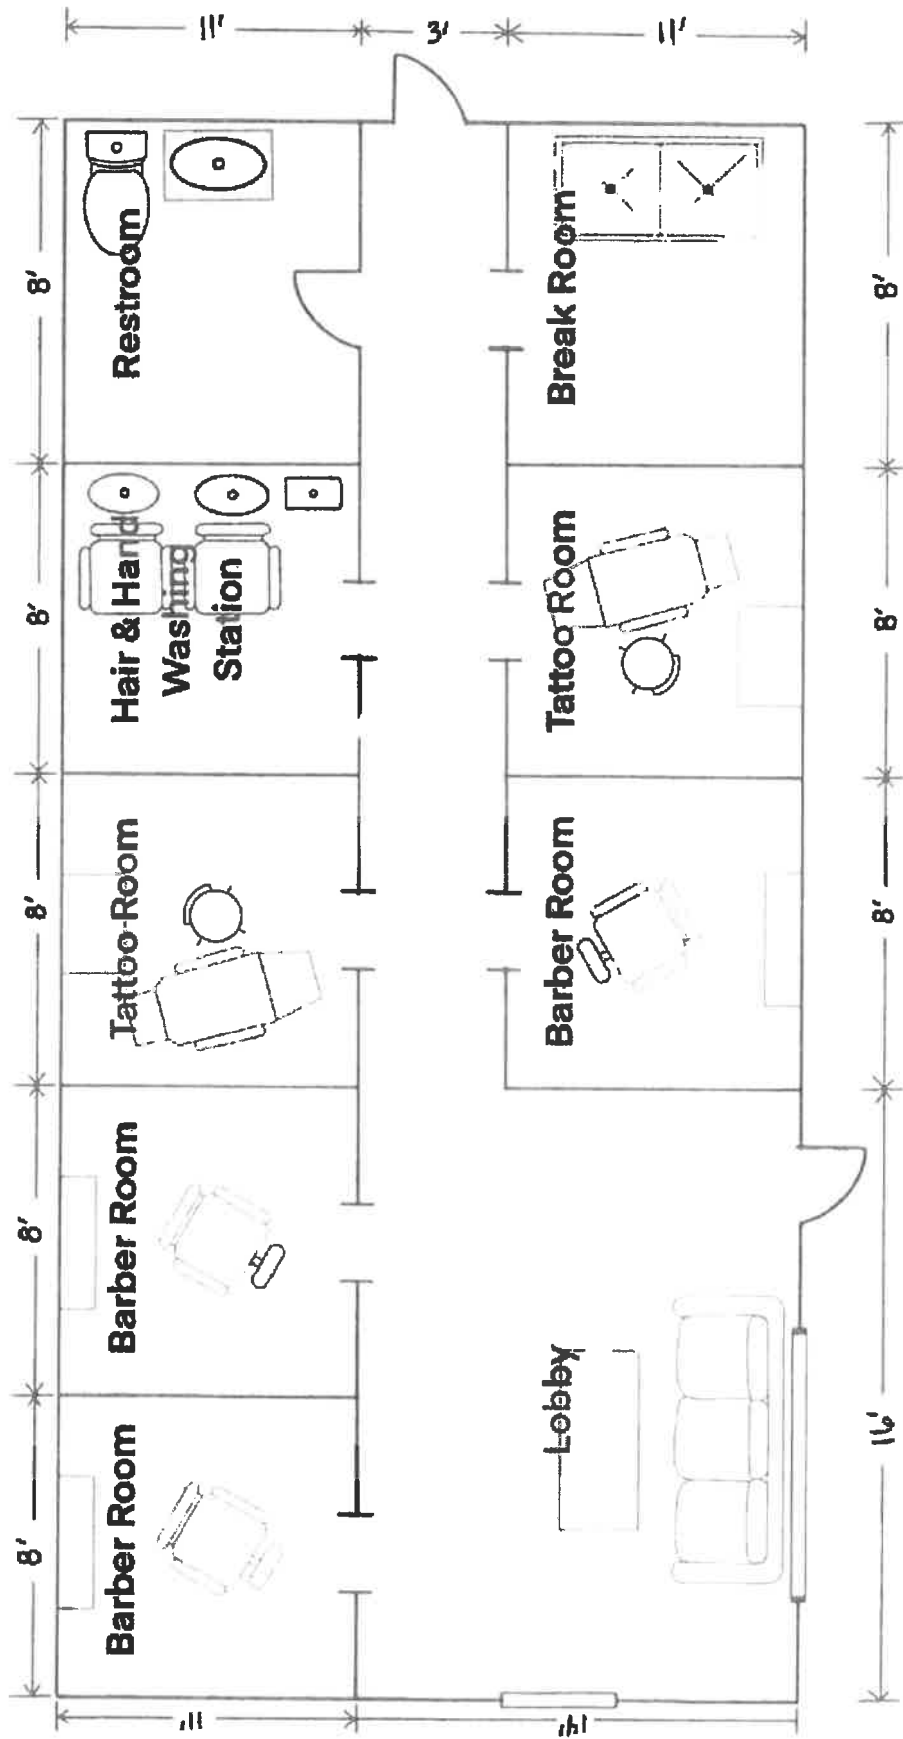 11'
3'
11'
8'
8'
8'
8'
8'
Restroom
Hair & Hand
Washing
Station
Tattoo Room
Barber Room
Barber Room
Break Room
Tattoo Room
Barber Room
Lobby
8'
8'
8'
16'
11'
14'